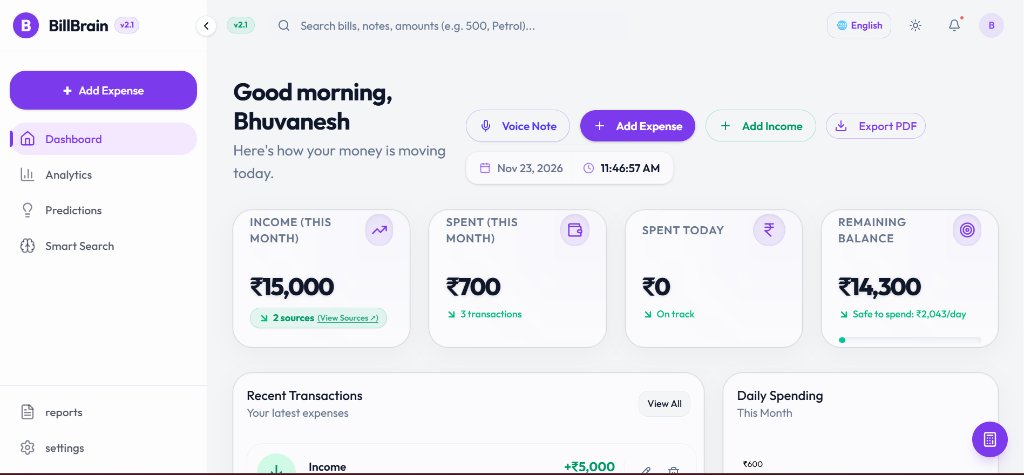 B BillBrain v2.1
v2.1
Search bills, notes, amounts (e.g. 500, Petrol)...
English
B
+ Add Expense
Dashboard
Analytics
Predictions
Smart Search
reports
settings
Good morning,
Bhuvanesh
Here's how your money is moving
today.
Voice Note
+ Add Expense
+ Add Income
Export PDF
Nov 23, 2026
11:46:57 AM
INCOME (THIS
MONTH)
₹15,000
2 sources (View Sources ↗)
SPENT (THIS
MONTH)
₹700
3 transactions
SPENT TODAY
₹
₹0
On track
REMAINING
BALANCE
₹14,300
Safe to spend: ₹2,043/day
Recent Transactions
Your latest expenses
View All
Income
+₹5,000
Daily Spending
This Month
₹600